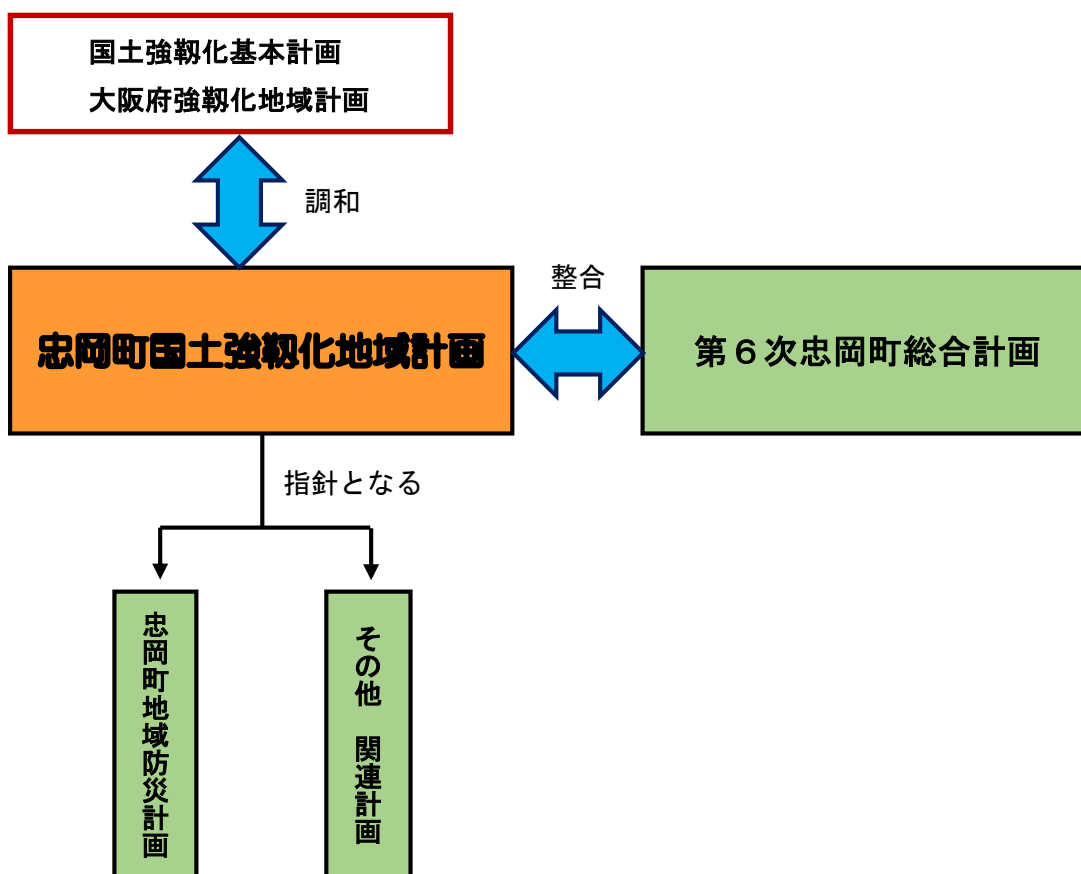 国土強靱化基本計画
大阪府強靱化地域計画
調和
整合
忠岡町国土強靱化地域計画
第６次忠岡町総合計画
指針となる
忠岡町地域防災計画
その他　関連計画